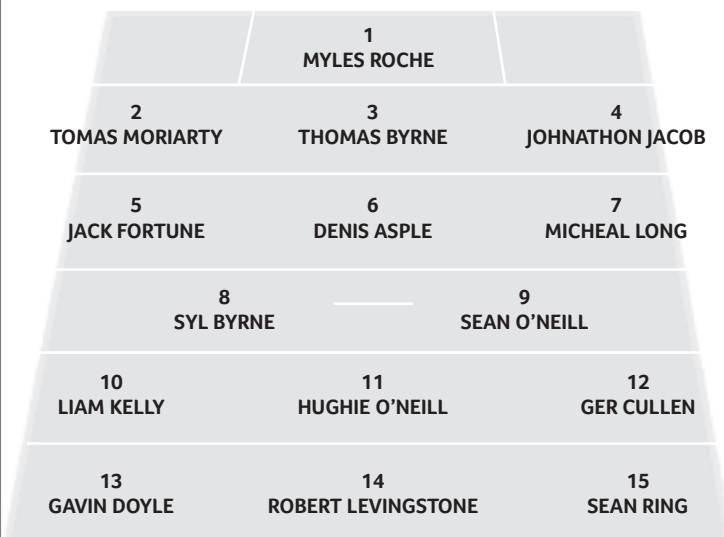 1
MYLES ROCHE
2 3 4
TOMAS MORIARTY THOMAS BYRNE JOHNATHON JACOB
5 6 7
JACK FORTUNE DENIS ASPLE MICHEAL LONG
8 9
SYL BYRNE SEAN O’NEILL
10 11 12
LIAM KELLY HUGHIE O’NEILL GER CULLEN
13 14 15
GAVIN DOYLE ROBERT LEVINGSTONE SEAN RING